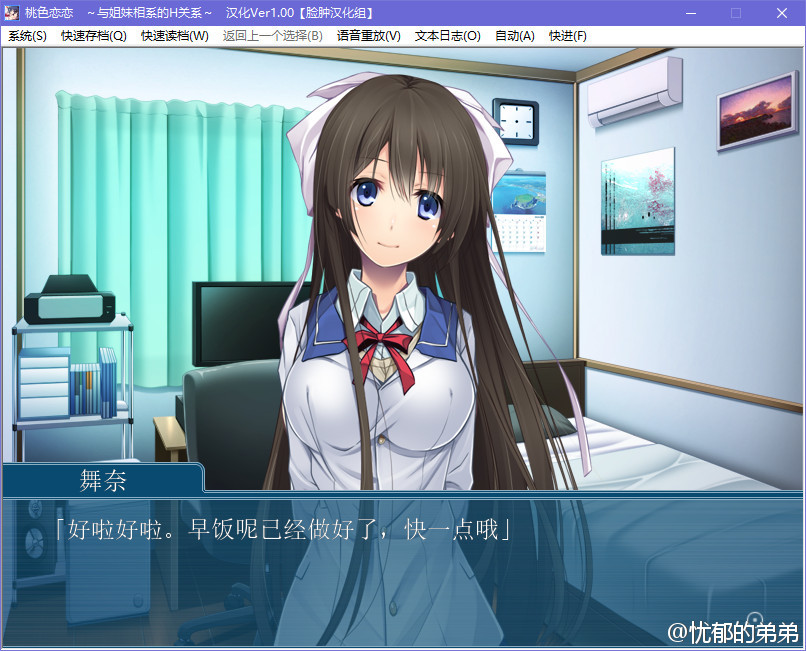 桃色恋恋 ～与姐妹相系的H关系～ 汉化Ver1.00【脸肿汉化组】
系统(S) 快速存档(Q) 快速读档(W) 返回上一个选择(B) 语音重放(V) 文本日志(O) 自动(A) 快进(F)
舞奈
「好啦好啦。早饭呢已经做好了，快一点哦」
@忧郁的弟弟